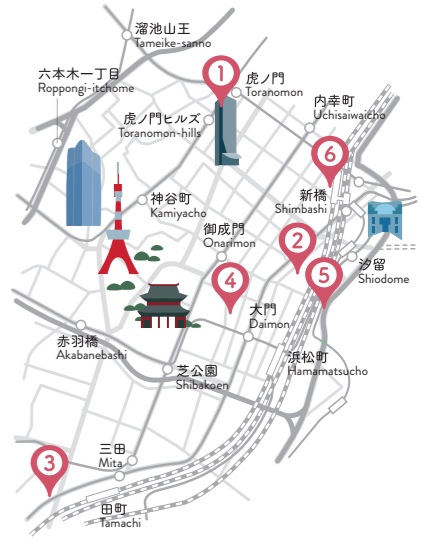 溜池山王
Tameike-sanno
六本木一丁目
Roppongi-itchome
1
虎ノ門
Toranomon
虎ノ門ヒルズ
Toranomon-hills
内幸町
Uchisaiwaicho
6
神谷町
Kamiyacho
新橋
Shimbashi
御成門
Onarimon
2
汐留
Shiodome
4
5
大門
Daimon
赤羽橋
Akabanebashi
浜松町
Hamamatsucho
芝公園
Shibakoen
3
三田
Mita
田町
Tamachi